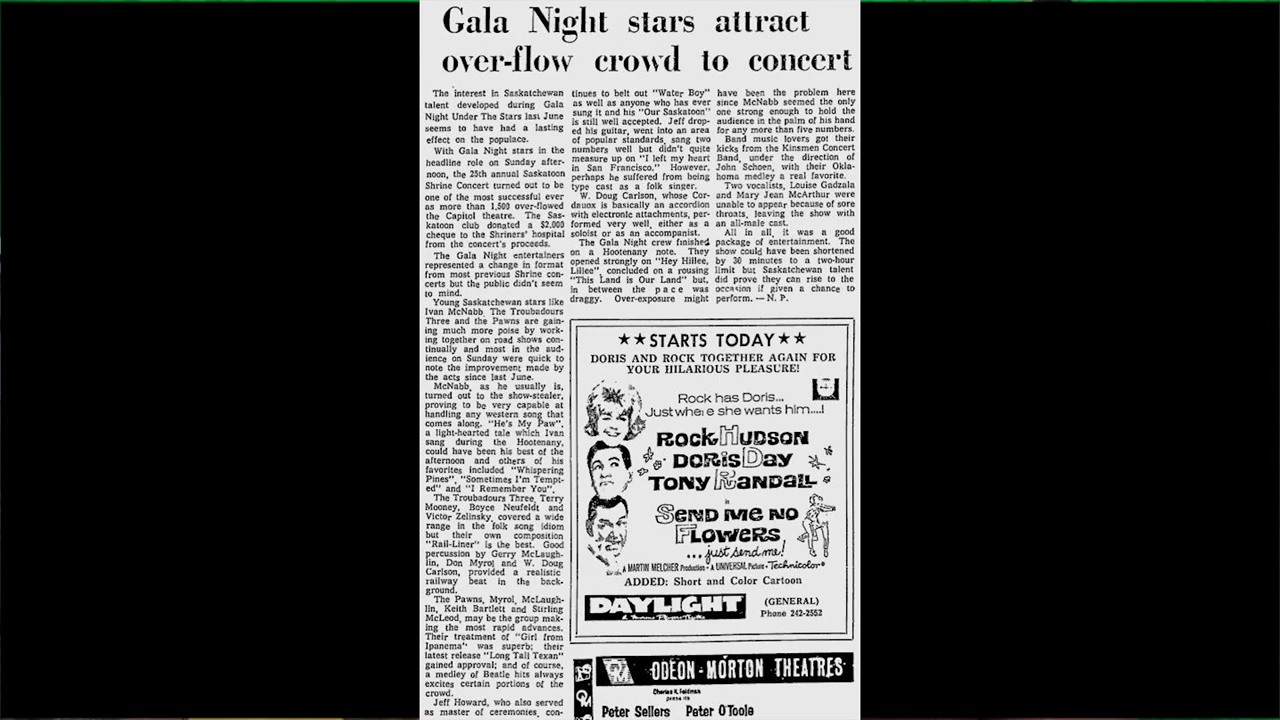 Gala Night stars attract
over-flow crowd to concert
The interest in Saskatchewan
talent developed during Gala
Night Under The Stars last June
seems to have had a lasting
effect on the populace.
With Gala Night stars in the
headline role on Sunday after-
noon, the 25th annual Saskatoon
Shrine Concert turned out to be
one of the most successful ever
as more than 1,500 over-flowed
the Capitol theatre. The Sas-
katoon club donated a $2,000
cheque to the Shriners' hospital
from the concert's proceeds.
The Gala Night entertainers
represented a change in format
from most previous Shrine con-
certs but the public didn't seem
to mind.
Young Saskatchewan stars like
Ivan McNabb, The Troubadours
Three and the Pawns are gain-
ing much more poise by work-
ing together on road shows con-
tinually and most in the aud-
ience on Sunday were quick to
note the improvement made by
the acts since last June.
McNabb, as he usually is,
turned out to the show-stealer,
proving to be very capable at
handling any western song that
comes along. "He's My Paw",
a light-hearted tale which Ivan
sang during the Hootenany,
could have been his best of the
afternoon and others of his
favorites included "Whispering
Pines", "Sometimes I'm Tempt-
ed" and "I Remember You".
The Troubadours Three, Terry
Mooney, Boyce Neufeldt and
Victor Zelinsky, covered a wide
range in the folk song idiom
but their own composition
"Rail-Liner" is the best. Good
percussion by Gerry McLaugh-
lin, Don Myrol and W. Doug
Carlson, provided a realistic
railway beat in the back-
ground.
The Pawns, Myrol, McLaugh-
lin, Keith Bartlett and Stirling
McLeod, may be the group mak-
ing the most rapid advances.
Their treatment of "Girl from
Ipanema" was superb; their
latest release "Long Tall Texan"
gained approval; and of course,
a medley of Beatle hits always
excites certain portions of the
crowd.
Jeff Howard, who also served
as master of ceremonies, con-
tinues to belt out "Water Boy"
as well as anyone who has ever
sung it and his "Our Saskatoon"
is still well accepted. Jeff drop-
ed his guitar, went into an area
of popular standards, sang two
numbers well but didn't quite
measure up on "I left my heart
in San Francisco." However,
perhaps he suffered from being
type cast as a folk singer.
W. Doug Carlson, whose Cor-
dauox is basically an accordion
with electronic attachments, per-
formed very well, either as a
soloist or as an accompanist.
The Gala Night crew finished
on a Hootenany note. They
opened strongly on "Hey Hillee,
Lillee", concluded on a rousing
"This Land is Our Land" but,
in between the pace was
draggy. Over-exposure might
have been the problem here
since McNabb seemed the only
one strong enough to hold the
audience in the palm of his hand
for any more than five numbers.
Band music lovers got their
kicks from the Kinsmen Concert
Band, under the direction of
John Schoen, with their Okla-
homa medley a real favorite.
Two vocalists, Louise Gadzala
and Mary Jean McArthur were
unable to appear because of sore
throats, leaving the show with
an all-male cast.
All in all, it was a good
package of entertainment. The
show could have been shortened
by 30 minutes to a two-hour
limit but Saskatchewan talent
did prove they can rise to the
occasion if given a chance to
perform. — N. P.
★★STARTS TODAY★★
DORIS AND ROCK TOGETHER AGAIN FOR
YOUR HILARIOUS PLEASURE!
Rock has Doris...
Just where she wants him....!
ROCK HUDSON
DORIS DAY
TONY RANDALL
in
SEND ME NO
FLOWERS
...just send me!
A MARTIN MELCHER Production • A UNIVERSAL Picture • Technicolor®
ADDED: Short and Color Cartoon
DAYLIGHT
(GENERAL)
Phone 242-2552
ODEON-MORTON THEATRES
Charles K. Feldman
presents
Peter Sellers Peter O'Toole